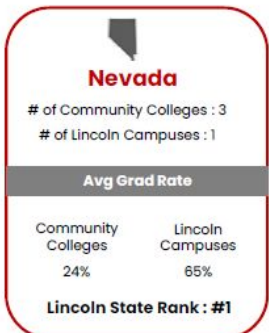 Nevada
# of Community Colleges : 3
# of Lincoln Campuses : 1
Avg Grad Rate
Community Colleges
Lincoln Campuses
24%
65%
Lincoln State Rank : #1